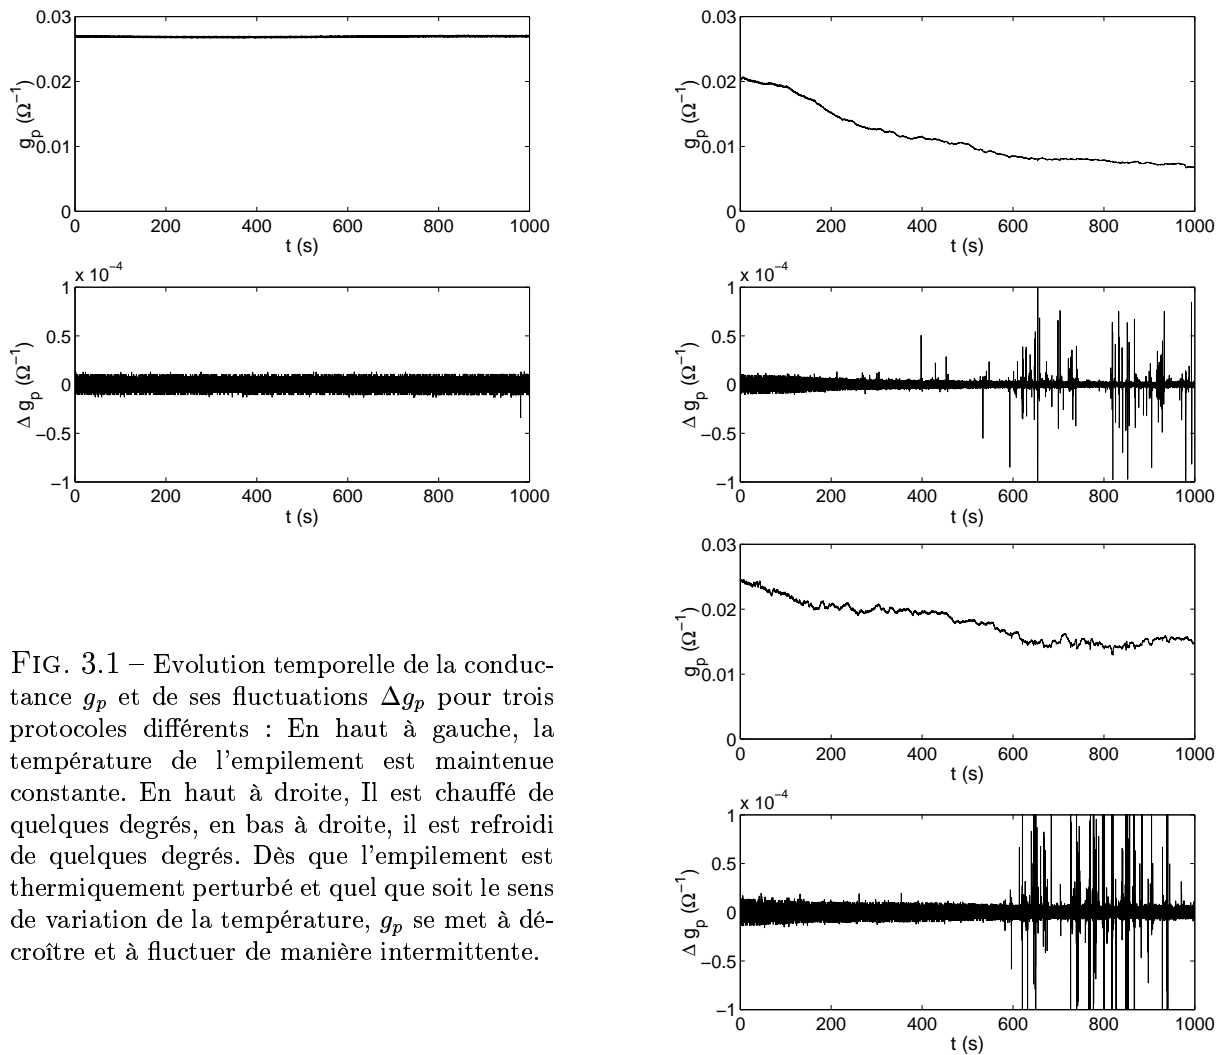 0.03
0.02
0.01
0
g_p (Ω⁻¹)
0 200 400 600 800 1000
t (s)
0.03
0.02
0.01
0
g_p (Ω⁻¹)
0 200 400 600 800 1000
t (s)
x 10⁻⁴
1
0.5
0
−0.5
−1
Δ g_p (Ω⁻¹)
0 200 400 600 800 1000
t (s)
x 10⁻⁴
1
0.5
0
−0.5
−1
Δ g_p (Ω⁻¹)
0 200 400 600 800 1000
t (s)
0.03
0.02
0.01
0
g_p (Ω⁻¹)
0 200 400 600 800 1000
t (s)
x 10⁻⁴
1
0.5
0
−0.5
−1
Δ g_p (Ω⁻¹)
0 200 400 600 800 1000
t (s)
FIG. 3.1 – Evolution temporelle de la conduc-
tance g_p et de ses fluctuations Δg_p pour trois
protocoles différents : En haut à gauche, la
température de l'empilement est maintenue
constante. En haut à droite, Il est chauffé de
quelques degrés, en bas à droite, il est refroidi
de quelques degrés. Dès que l'empilement est
thermiquement perturbé et quel que soit le sens
de variation de la température, g_p se met à dé-
croître et à fluctuer de manière intermittente.